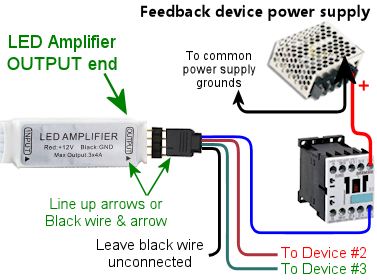 Feedback device power supply
LED Amplifier
OUTPUT end
To common
power supply
grounds
+
INPUT
LED AMPLIFIER
Red:+12V Black:GND
Max Output:3x4A
OUTPUT
Line up arrows or
Black wire & arrow
Leave black wire
unconnected
To Device #2
To Device #3